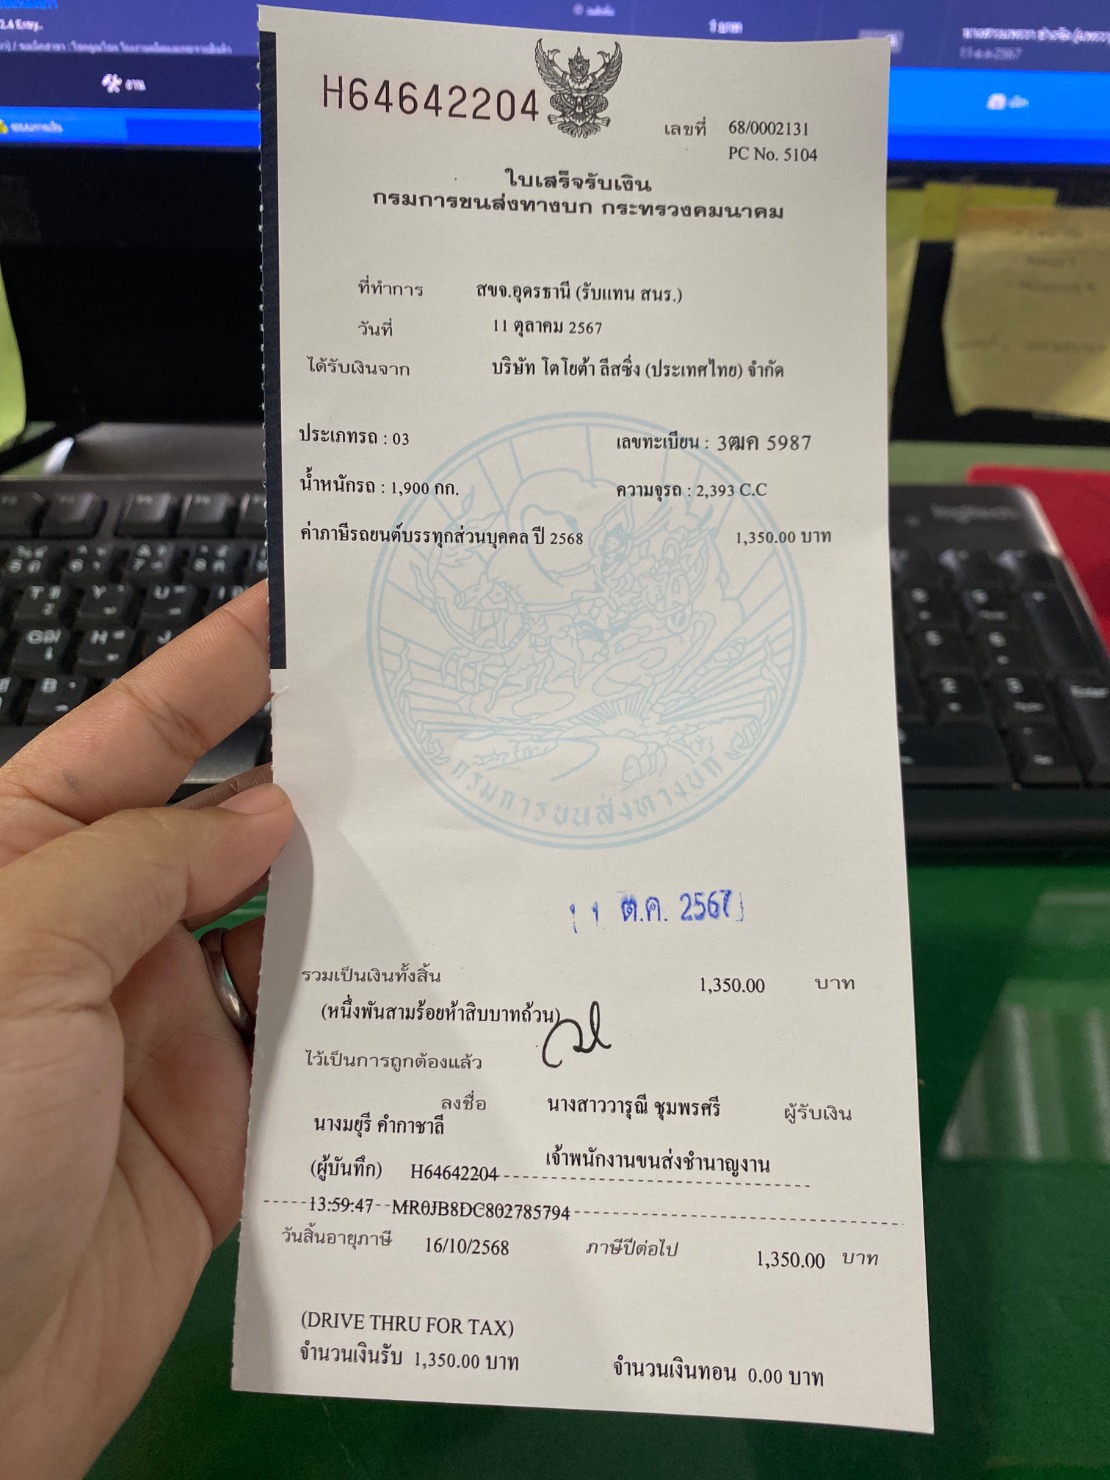 H64642204
เลขที่ 68/0002131
PC No. 5104
ใบเสร็จรับเงิน
กรมการขนส่งทางบก กระทรวงคมนาคม
ที่ทำการ สขจ.อุดรธานี (รับแทน สนร.)
วันที่ 11 ตุลาคม 2567
ได้รับเงินจาก บริษัท โตโยต้า ลีสซิ่ง (ประเทศไทย) จำกัด
ประเภทรถ : 03 เลขทะเบียน : 3ฒค 5987
น้ำหนักรถ : 1,900 กก. ความจุรถ : 2,393 C.C
ค่าภาษีรถยนต์บรรทุกส่วนบุคคล ปี 2568 1,350.00 บาท
กรมการขนส่งทางบก
11 ต.ค. 2567
รวมเป็นเงินทั้งสิ้น 1,350.00 บาท
(หนึ่งพันสามร้อยห้าสิบบาทถ้วน)
ไว้เป็นการถูกต้องแล้ว
ลงชื่อ นางสาววารุณี ชุมพรศรี ผู้รับเงิน
นางมยุรี คำกาชาลี
เจ้าพนักงานขนส่งชำนาญงาน
(ผู้บันทึก) H64642204
13:59:47 MR0JB8DC802785794
วันสิ้นอายุภาษี 16/10/2568 ภาษีปีต่อไป 1,350.00 บาท
(DRIVE THRU FOR TAX)
จำนวนเงินรับ 1,350.00 บาท จำนวนเงินทอน 0.00 บาท